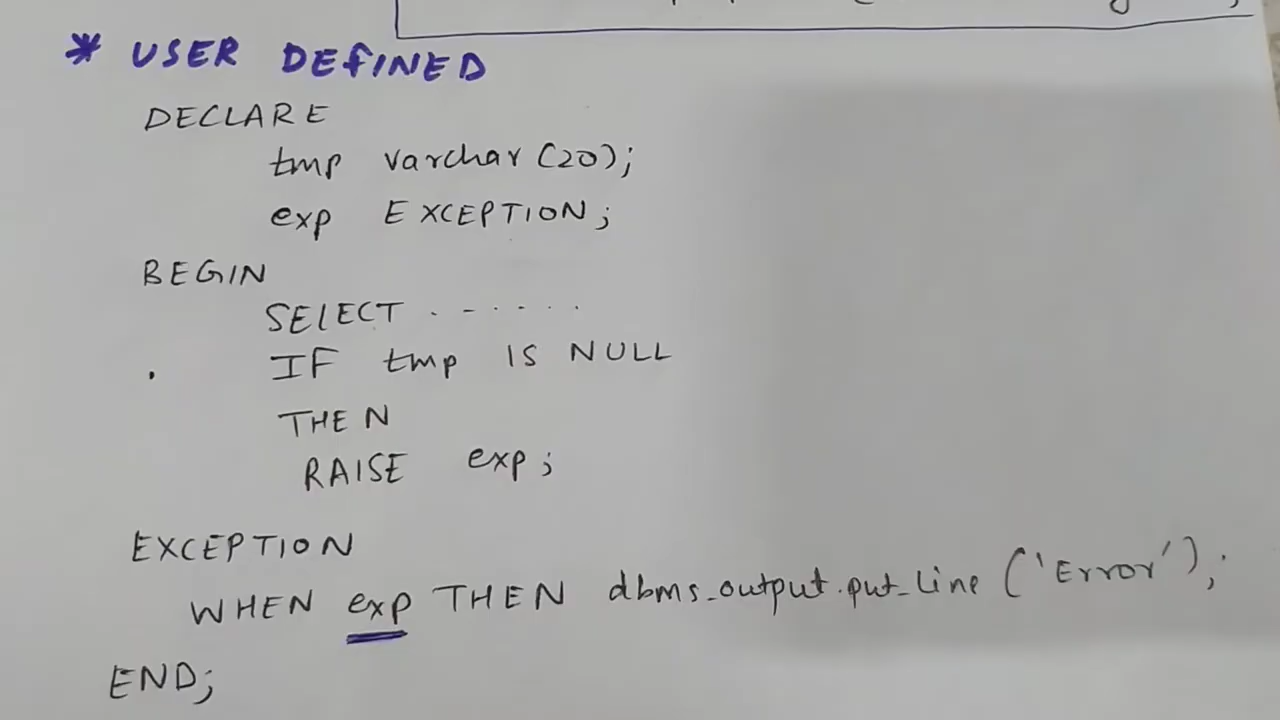 * USER DEFINED
DECLARE
tmp varchar (20);
exp EXCEPTION;
BEGIN
SELECT . - . . . .
IF tmp IS NULL
THEN
RAISE exp;
EXCEPTION
WHEN exp THEN dbms_output.put_line ('Error');
END;